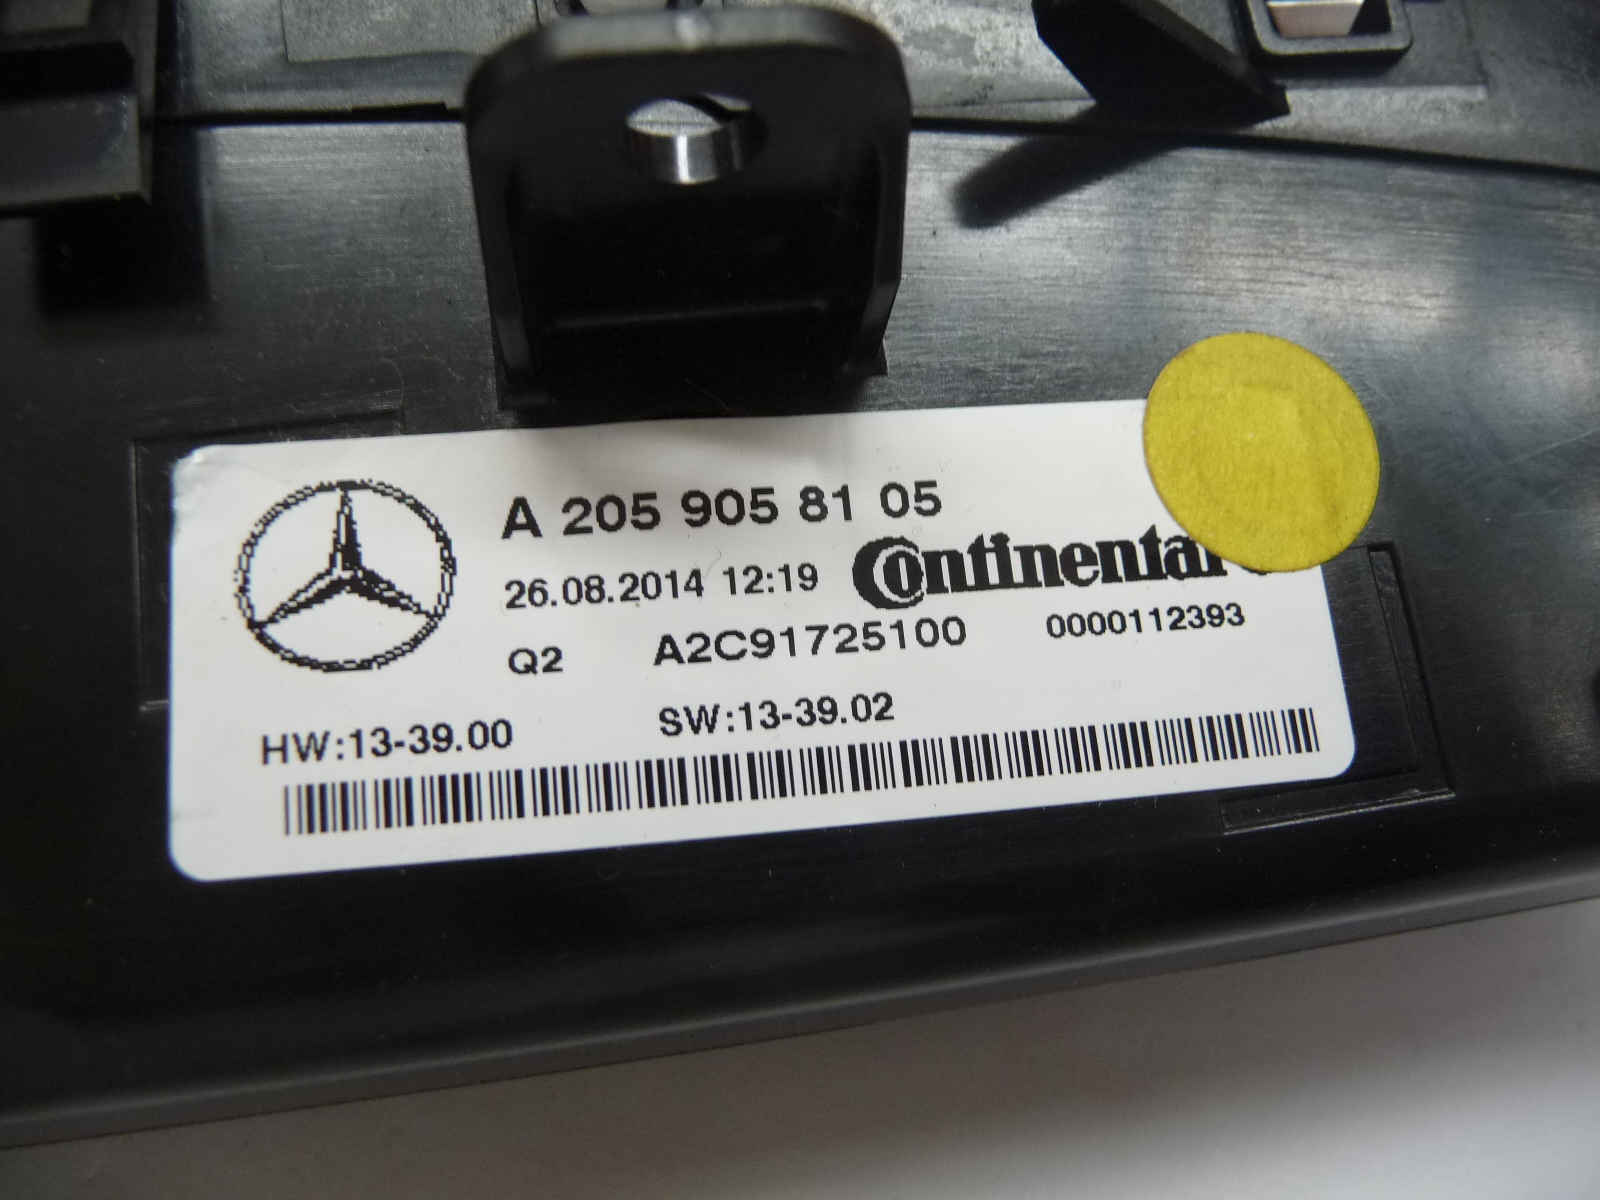 A 205 905 81 05
26.08.2014 12:19 Continental
Q2 A2C91725100 0000112393
HW:13-39.00 SW:13-39.02